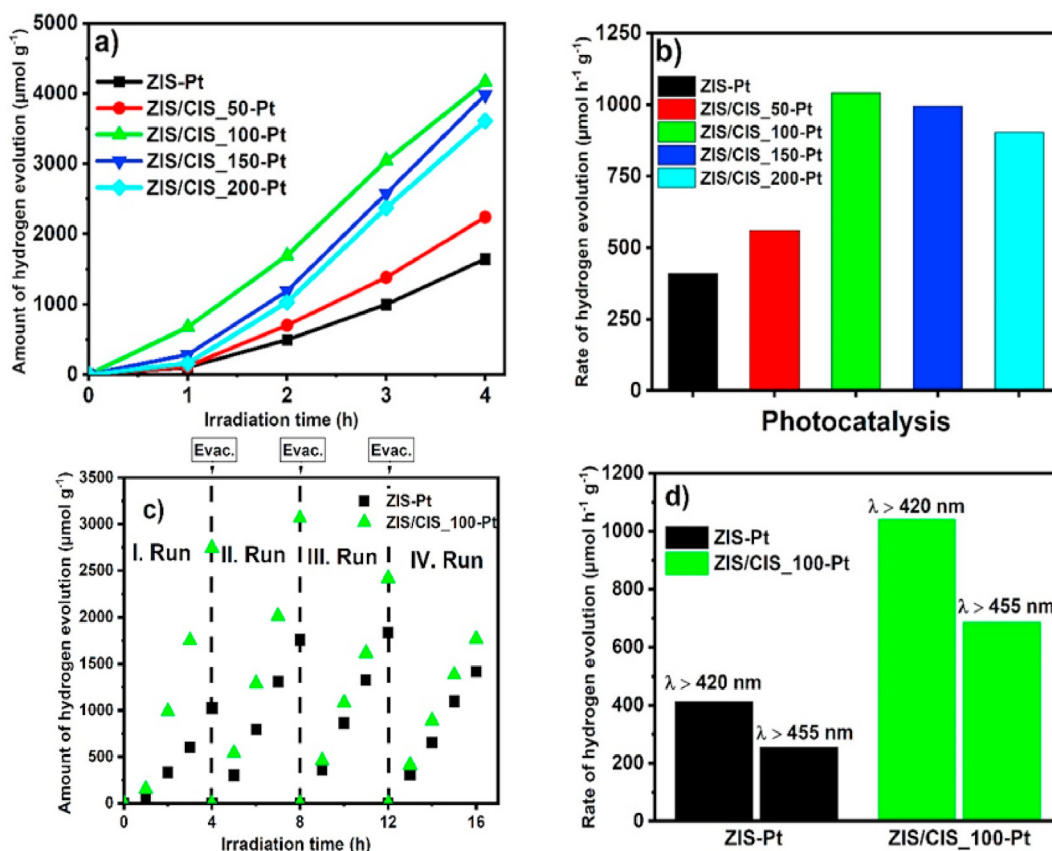 a)
Amount of hydrogen evolution (μmol g⁻¹)
5000
4000
3000
2000
1000
0
ZIS-Pt
ZIS/CIS_50-Pt
ZIS/CIS_100-Pt
ZIS/CIS_150-Pt
ZIS/CIS_200-Pt
0 1 2 3 4
Irradiation time (h)
b)
Rate of hydrogen evolution (μmol h⁻¹ g⁻¹)
1250
1000
750
500
250
0
ZIS-Pt
ZIS/CIS_50-Pt
ZIS/CIS_100-Pt
ZIS/CIS_150-Pt
ZIS/CIS_200-Pt
Photocatalysis
Evac. Evac. Evac.
c)
Amount of hydrogen evolution (μmol g⁻¹)
3500
3000
2500
2000
1500
1000
500
0
ZIS-Pt
ZIS/CIS_100-Pt
I. Run II. Run III. Run IV. Run
0 4 8 12 16
Irradiation time (h)
d)
Rate of hydrogen evolution (μmol h⁻¹ g⁻¹)
1200
1000
800
600
400
200
0
ZIS-Pt
ZIS/CIS_100-Pt
λ > 420 nm
λ > 455 nm
λ > 420 nm
λ > 455 nm
ZIS-Pt ZIS/CIS_100-Pt